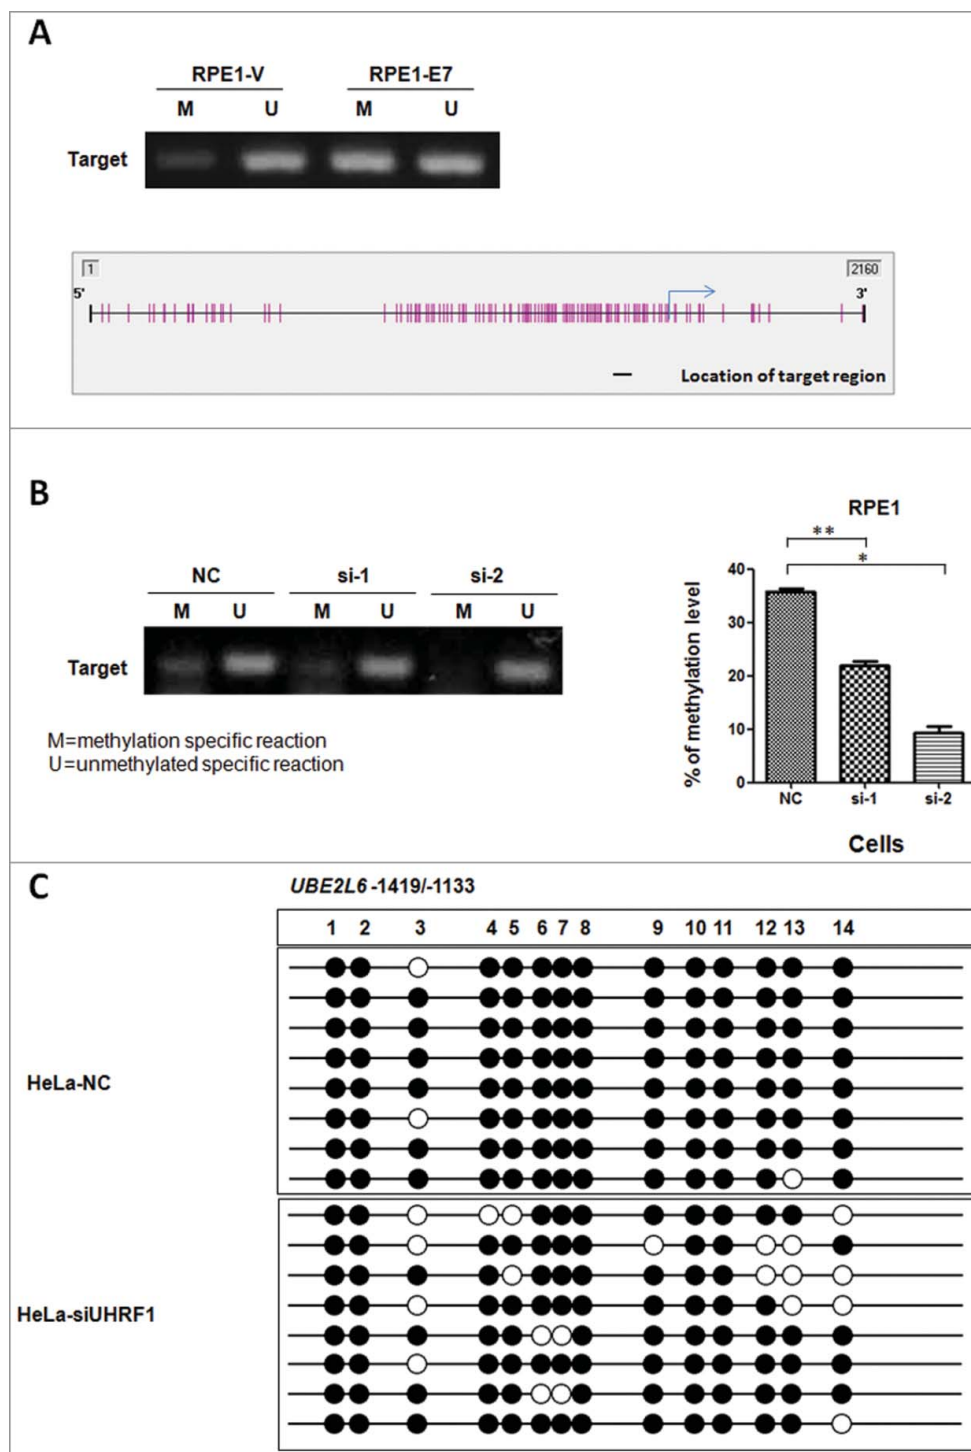 A
RPE1-V RPE1-E7
M U M U
Target
1 2160
5' 3'
Location of target region
B
NC si-1 si-2
M U M U M U
Target
M=methylation specific reaction
U=unmethylated specific reaction
RPE1
**
*
% of methylation level
40
30
20
10
0
NC si-1 si-2
Cells
C
UBE2L6 -1419/-1133
1 2 3 4 5 6 7 8 9 10 11 12 13 14
HeLa-NC
HeLa-siUHRF1